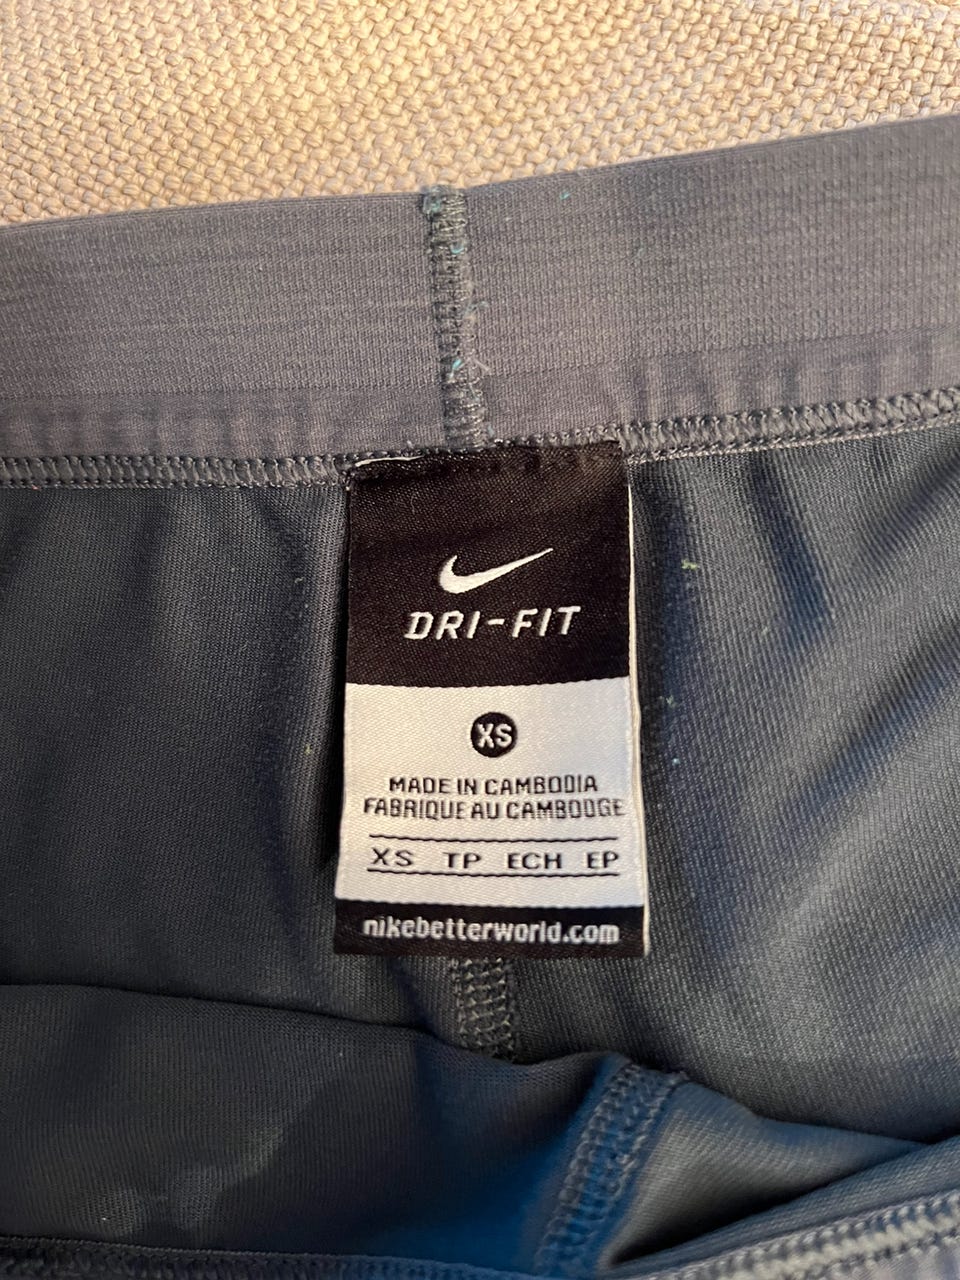 DRI-FIT
XS
MADE IN CAMBODIA
FABRIQUE AU CAMBODGE
XS TP ECH EP
nikebetterworld.com